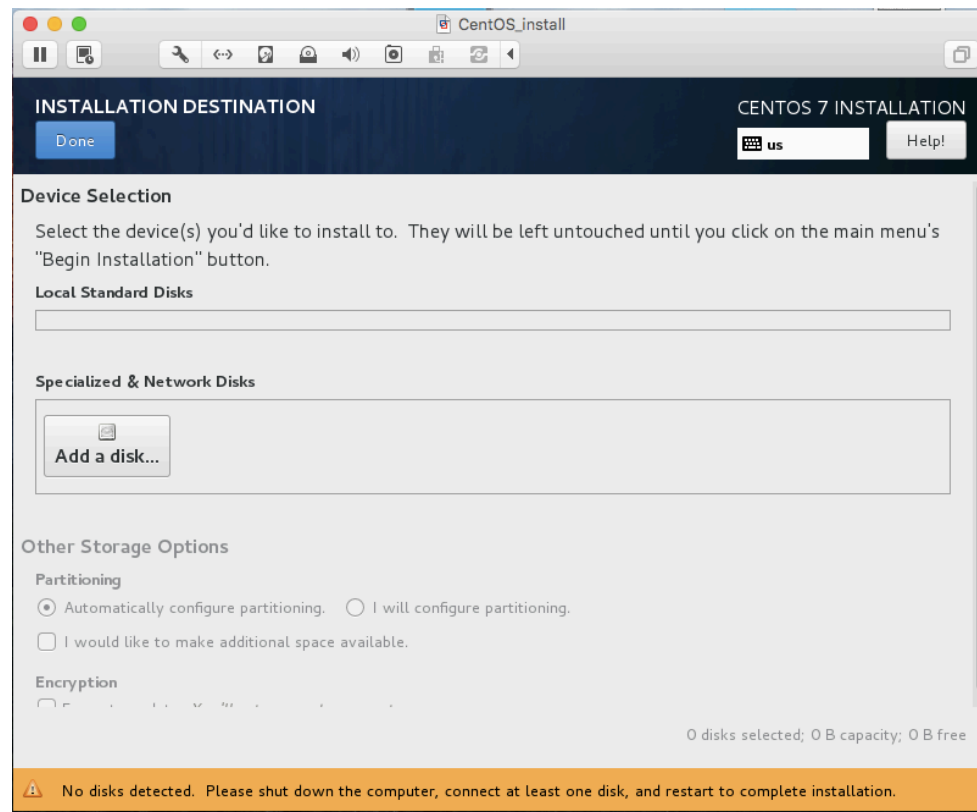 CentOS_install
INSTALLATION DESTINATION
CENTOS 7 INSTALLATION
Done
us
Help!
Device Selection
Select the device(s) you'd like to install to. They will be left untouched until you click on the main menu's
"Begin Installation" button.
Local Standard Disks
Specialized & Network Disks
Add a disk...
Other Storage Options
Partitioning
Automatically configure partitioning. I will configure partitioning.
I would like to make additional space available.
Encryption
0 disks selected; 0 B capacity; 0 B free
No disks detected. Please shut down the computer, connect at least one disk, and restart to complete installation.